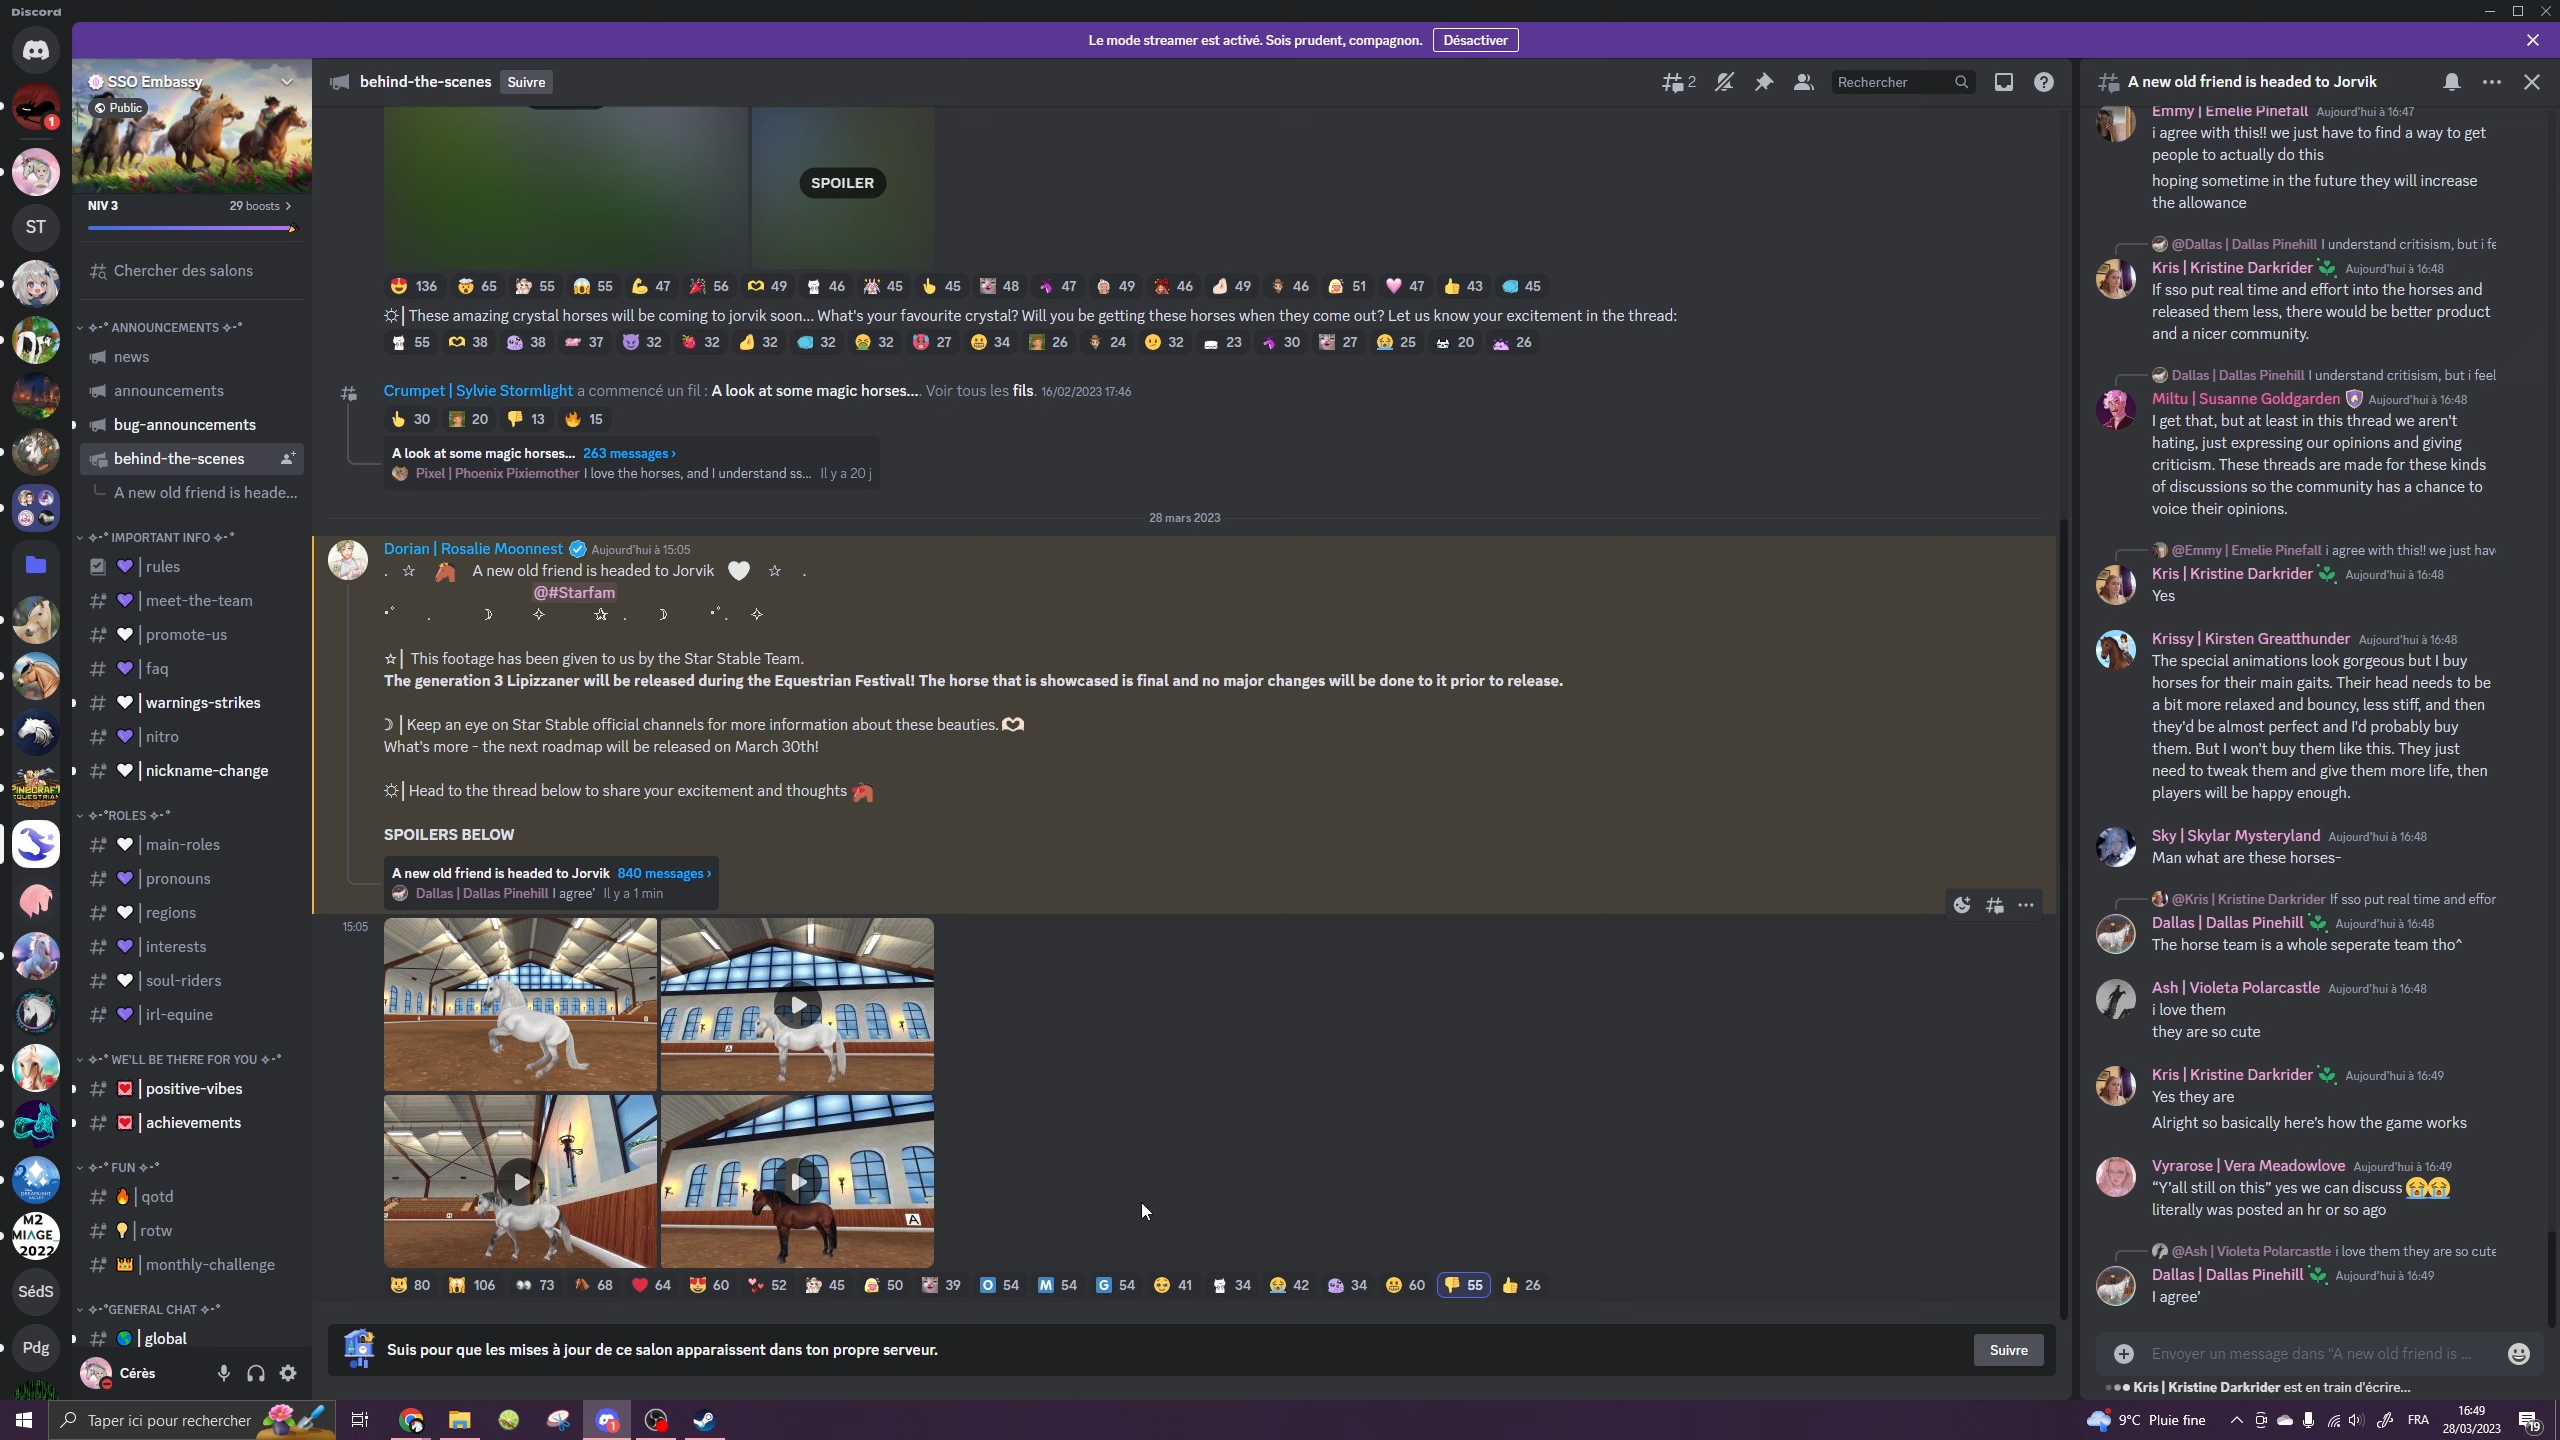 Discord
Le mode streamer est activé. Sois prudent, compagnon. Désactiver
1
ST
INECRAF
EQUESTRIAN
M2
MIAGE
2022
SédS
Pdg
SSO Embassy
Public
NIV 3 29 boosts
Chercher des salons
ANNOUNCEMENTS
news
announcements
bug-announcements
behind-the-scenes
A new old friend is heade...
IMPORTANT INFO
rules
meet-the-team
promote-us
faq
warnings-strikes
nitro
nickname-change
ROLES
main-roles
pronouns
regions
interests
soul-riders
irl-equine
WE'LL BE THERE FOR YOU
positive-vibes
achievements
FUN
qotd
rotw
monthly-challenge
GENERAL CHAT
global
Cérès
behind-the-scenes Suivre
2
Rechercher
SPOILER
136 65 55 55 47 56 49 46 45 45 48 47 49 46 49 46 51 47 43 45
These amazing crystal horses will be coming to jorvik soon... What's your favourite crystal? Will you be getting these horses when they come out? Let us know your excitement in the thread:
55 38 38 37 32 32 32 32 32 27 34 26 24 32 23 30 27 25 20 26
Crumpet | Sylvie Stormlight a commencé un fil : A look at some magic horses.... Voir tous les fils. 16/02/2023 17:46
30 20 13 15
A look at some magic horses... 263 messages ›
Pixel | Phoenix Pixiemother I love the horses, and I understand ss... Il y a 20 j
28 mars 2023
Dorian | Rosalie Moonnest Aujourd'hui à 15:05
. ☆ A new old friend is headed to Jorvik ☆ .
@#Starfam
☆| This footage has been given to us by the Star Stable Team.
The generation 3 Lipizzaner will be released during the Equestrian Festival! The horse that is showcased is final and no major changes will be done to it prior to release.
☽ |Keep an eye on Star Stable official channels for more information about these beauties.
What's more - the next roadmap will be released on March 30th!
|Head to the thread below to share your excitement and thoughts
SPOILERS BELOW
A new old friend is headed to Jorvik 840 messages ›
Dallas | Dallas Pinehill I agree' Il y a 1 min
15:05
A
A
80 106 73 68 64 60 52 45 50 39 O 54 M 54 G 54 41 34 42 34 60 55 26
Suis pour que les mises à jour de ce salon apparaissent dans ton propre serveur. Suivre
A new old friend is headed to Jorvik
Emmy | Emelie Pinefall Aujourd'hui à 16:47
i agree with this!! we just have to find a way to get
people to actually do this
hoping sometime in the future they will increase
the allowance
@Dallas | Dallas Pinehill I understand critisism, but i fe
Kris | Kristine Darkrider Aujourd'hui à 16:48
If sso put real time and effort into the horses and
released them less, there would be better product
and a nicer community.
Dallas | Dallas Pinehill I understand critisism, but i feel
Miltu | Susanne Goldgarden Aujourd'hui à 16:48
I get that, but at least in this thread we aren't
hating, just expressing our opinions and giving
criticism. These threads are made for these kinds
of discussions so the community has a chance to
voice their opinions.
@Emmy | Emelie Pinefall i agree with this!! we just hav
Kris | Kristine Darkrider Aujourd'hui à 16:48
Yes
Krissy | Kirsten Greatthunder Aujourd'hui à 16:48
The special animations look gorgeous but I buy
horses for their main gaits. Their head needs to be
a bit more relaxed and bouncy, less stiff, and then
they'd be almost perfect and I'd probably buy
them. But I won't buy them like this. They just
need to tweak them and give them more life, then
players will be happy enough.
Sky | Skylar Mysteryland Aujourd'hui à 16:48
Man what are these horses-
@Kris | Kristine Darkrider If sso put real time and effor
Dallas | Dallas Pinehill Aujourd'hui à 16:48
The horse team is a whole seperate team tho^
Ash | Violeta Polarcastle Aujourd'hui à 16:48
i love them
they are so cute
Kris | Kristine Darkrider Aujourd'hui à 16:49
Yes they are
Alright so basically here's how the game works
Vyrarose | Vera Meadowlove Aujourd'hui à 16:49
“Y'all still on this” yes we can discuss 😭😭
literally was posted an hr or so ago
@Ash | Violeta Polarcastle i love them they are so cute
Dallas | Dallas Pinehill Aujourd'hui à 16:49
I agree'
Envoyer un message dans "A new old friend is ...
Kris | Kristine Darkrider est en train d'écrire...
Taper ici pour rechercher
1
9°C Pluie fine
FRA
16:49
28/03/2023
19